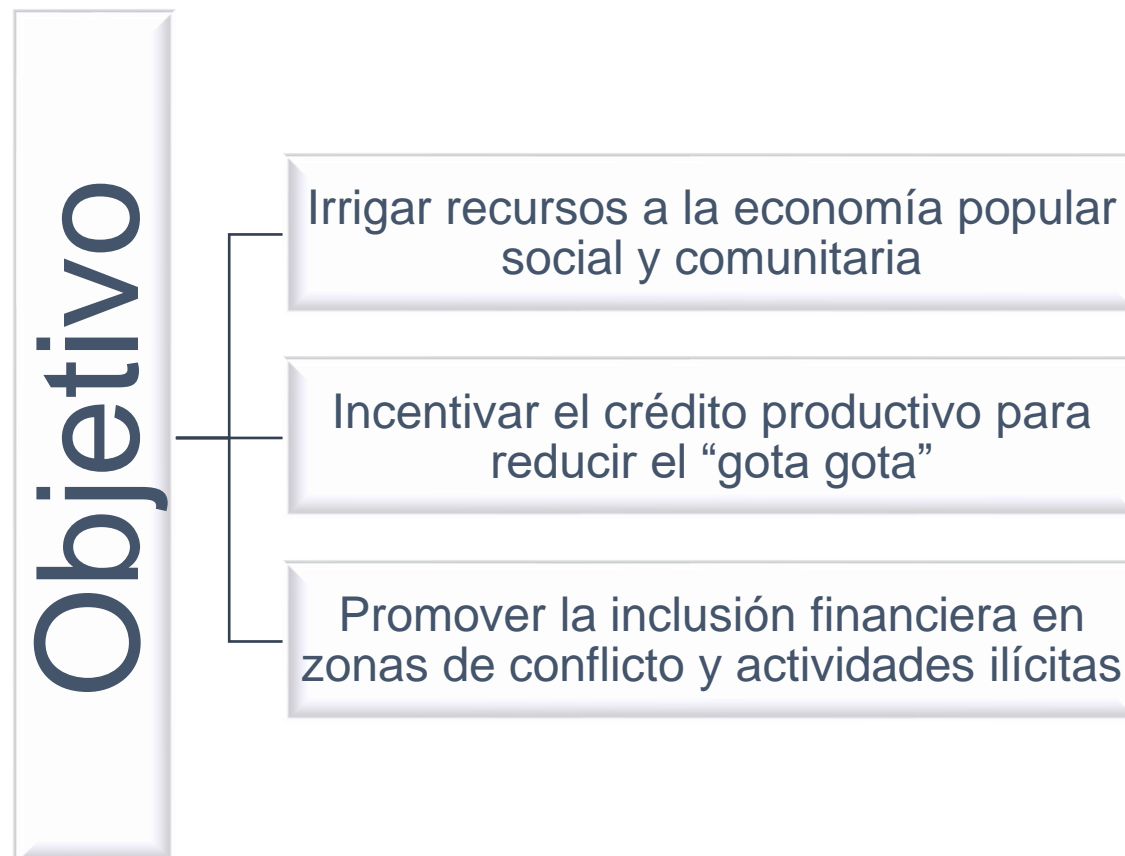 Objetivo
Irrigar recursos a la economía popular
social y comunitaria
Incentivar el crédito productivo para
reducir el “gota gota”
Promover la inclusión financiera en
zonas de conflicto y actividades ilícitas